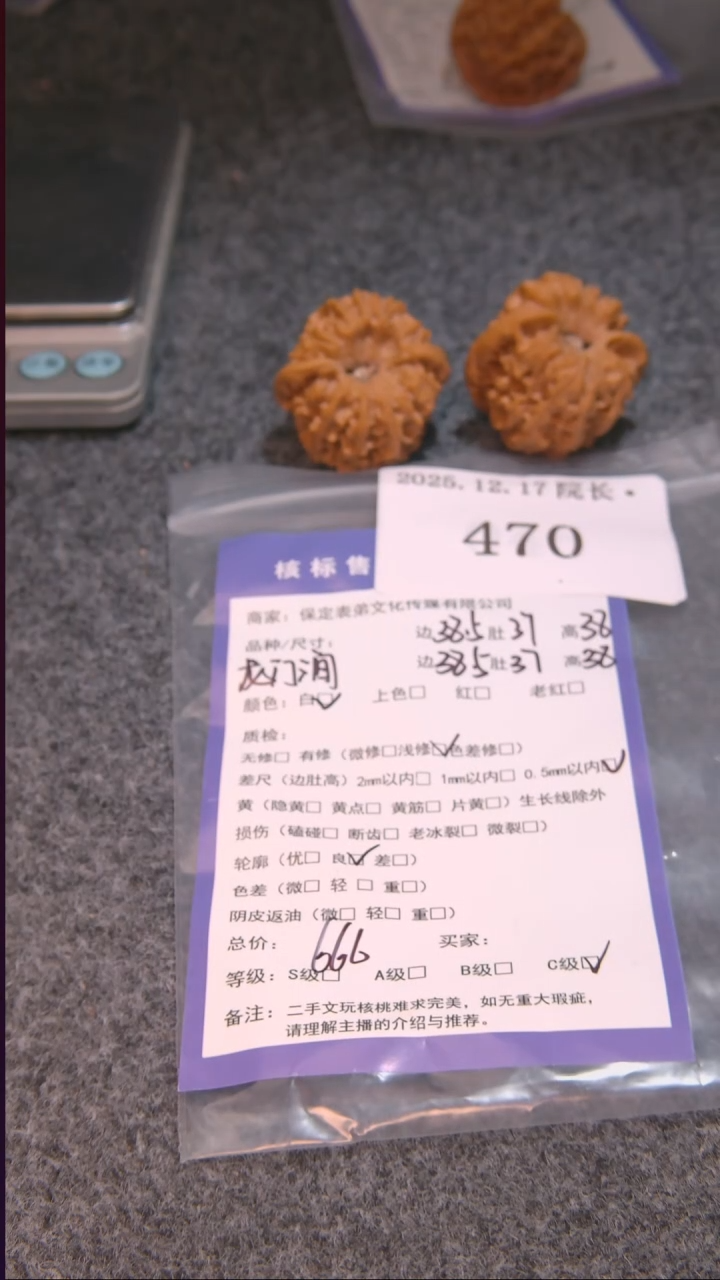 2025.12.17院长·
470
核标售
商家：保定表弟文化传媒有限公司
品种/尺寸： 边38.5肚37 高38
龙门涧 边38.5肚37 高38
颜色：白☑ 上色□ 红□ 老红□
质检：
无修□ 有修（微修□浅修☑色差修□）
差尺（边肚高）2mm以内□ 1mm以内□ 0.5mm以内☑
黄（隐黄□ 黄点□ 黄筋□ 片黄□）生长线除外
损伤（磕碰□ 断齿□ 老冰裂□ 微裂□）
轮廓（优□ 良☑ 差□）
色差（微□ 轻□ 重□）
阴皮返油（微□ 轻□ 重□）
总价：666 买家：
等级：S级□ A级□ B级□ C级☑
备注：二手文玩核桃难求完美，如无重大瑕疵，
请理解主播的介绍与推荐。